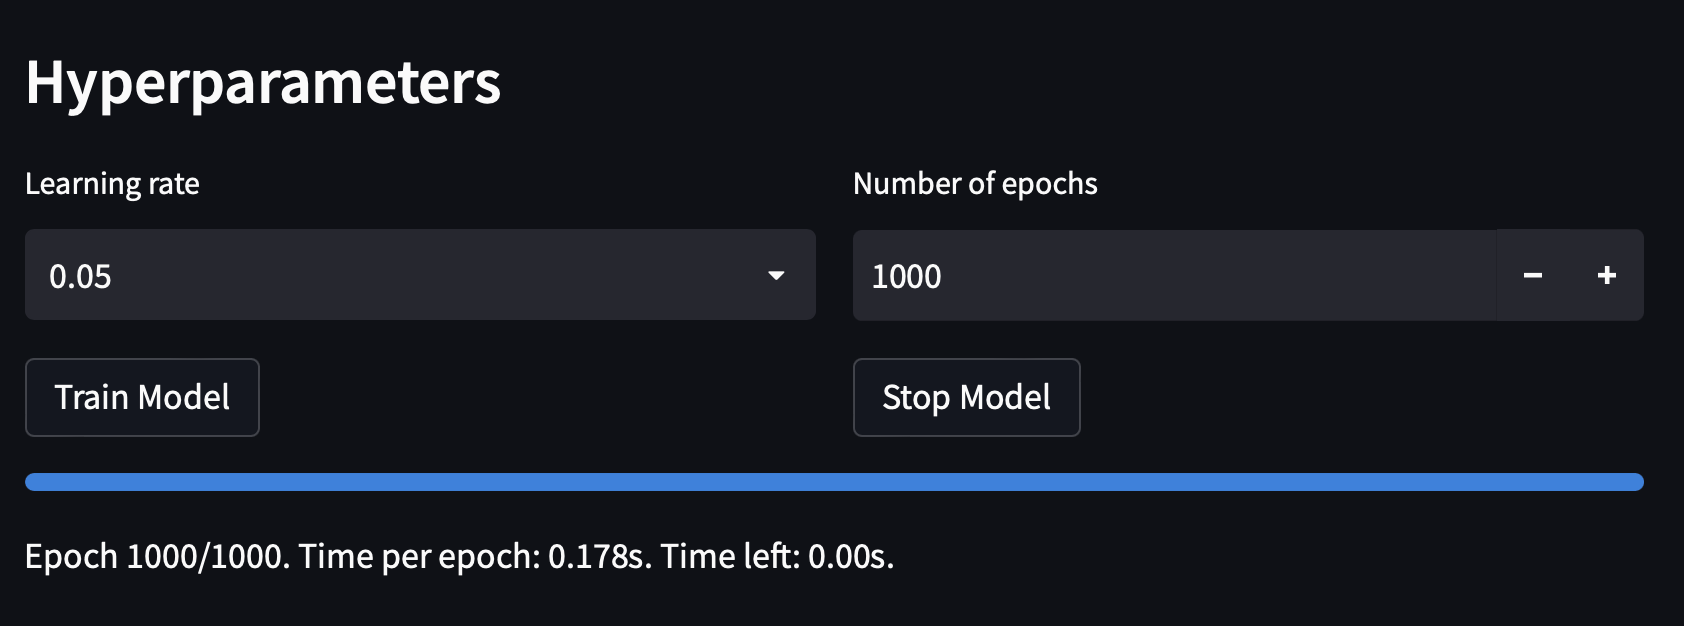 Hyperparameters
Learning rate
Number of epochs
0.05
1000
Train Model
Stop Model
Epoch 1000/1000. Time per epoch: 0.178s. Time left: 0.00s.